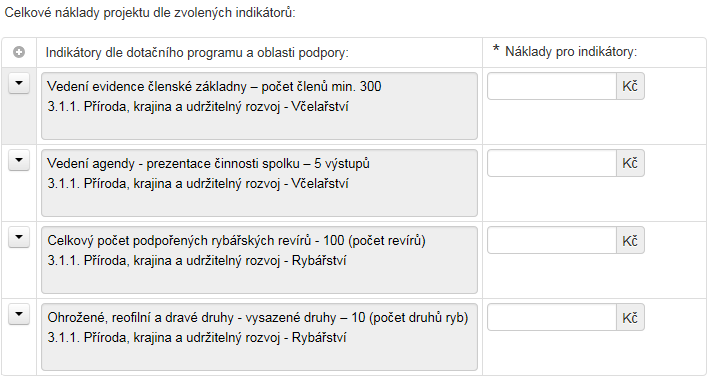 Celkové náklady projektu dle zvolených indikátorů:
Indikátory dle dotačního programu a oblasti podpory:
* Náklady pro indikátory:
Vedení evidence členské základny – počet členů min. 300
3.1.1. Příroda, krajina a udržitelný rozvoj - Včelařství
Kč
Vedení agendy - prezentace činnosti spolku – 5 výstupů
3.1.1. Příroda, krajina a udržitelný rozvoj - Včelařství
Kč
Celkový počet podpořených rybářských revírů - 100 (počet revírů)
3.1.1. Příroda, krajina a udržitelný rozvoj - Rybářství
Kč
Ohrožené, reofilní a dravé druhy - vysazené druhy – 10 (počet druhů ryb)
3.1.1. Příroda, krajina a udržitelný rozvoj - Rybářství
Kč